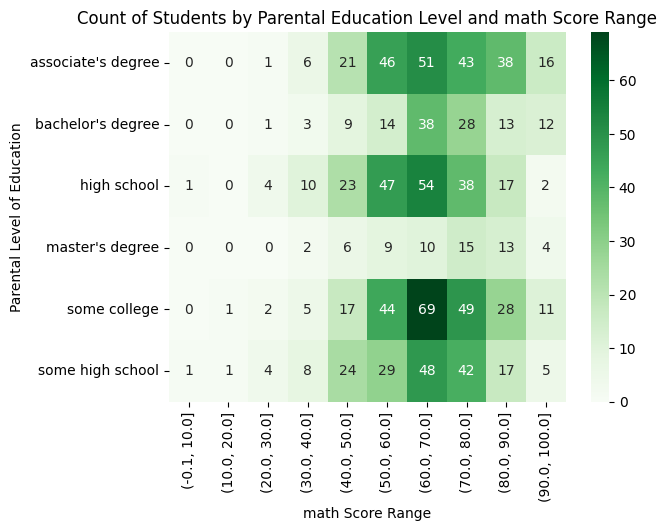 Count of Students by Parental Education Level and math Score Range
Parental Level of Education
associate's degree 0 0 1 6 21 46 51 43 38 16
bachelor's degree 0 0 1 3 9 14 38 28 13 12
high school 1 0 4 10 23 47 54 38 17 2
master's degree 0 0 0 2 6 9 10 15 13 4
some college 0 1 2 5 17 44 69 49 28 11
some high school 1 1 4 8 24 29 48 42 17 5
(-0.1, 10.0] (10.0, 20.0] (20.0, 30.0] (30.0, 40.0] (40.0, 50.0] (50.0, 60.0] (60.0, 70.0] (70.0, 80.0] (80.0, 90.0] (90.0, 100.0]
math Score Range
60
50
40
30
20
10
0